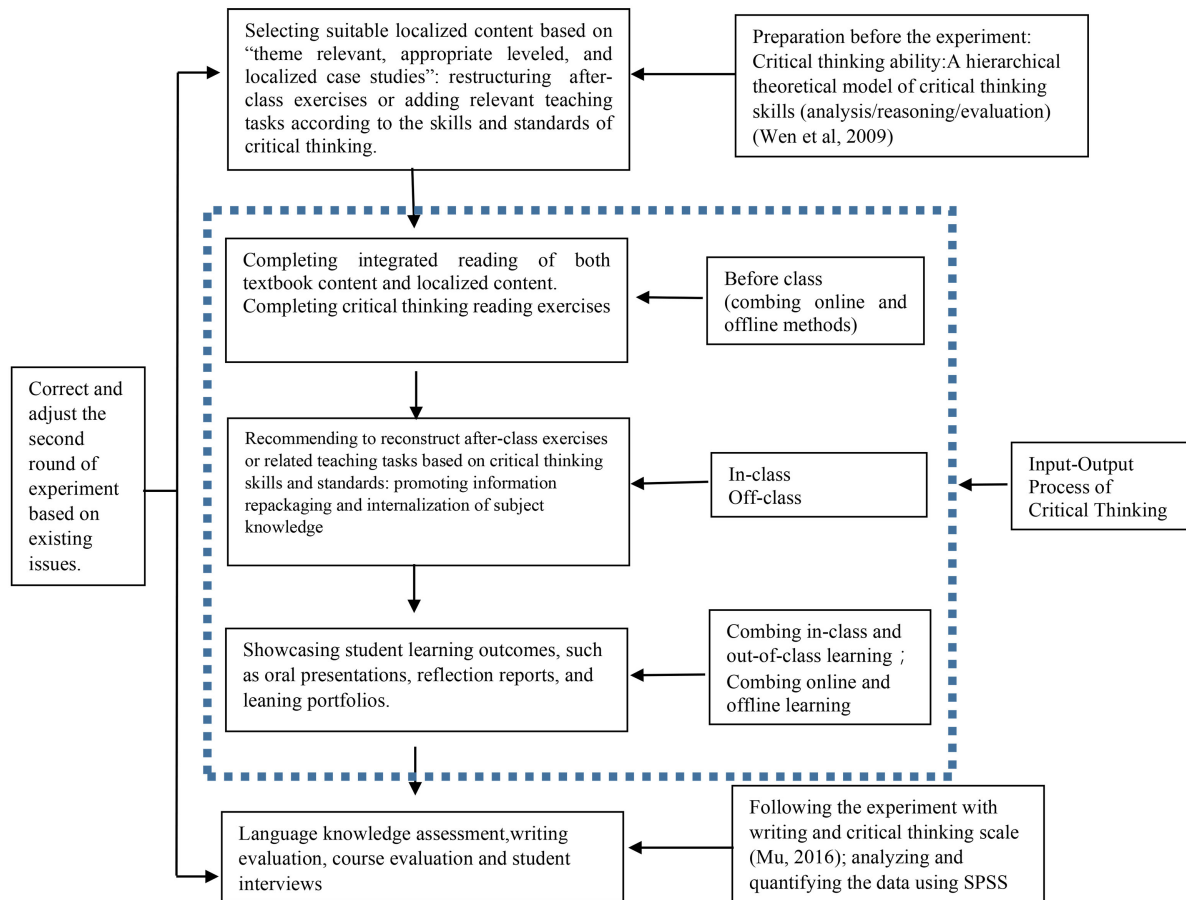 Selecting suitable localized content based on
“theme relevant, appropriate leveled, and
localized case studies”: restructuring after-
class exercises or adding relevant teaching
tasks according to the skills and standards of
critical thinking.
Preparation before the experiment:
Critical thinking ability:A hierarchical
theoretical model of critical thinking
skills (analysis/reasoning/evaluation)
(Wen et al, 2009)
Completing integrated reading of both
textbook content and localized content.
Completing critical thinking reading exercises
Before class
(combing online and
offline methods)
Correct and
adjust the
second
round of
experiment
based on
existing
issues.
Recommending to reconstruct after-class exercises
or related teaching tasks based on critical thinking
skills and standards: promoting information
repackaging and internalization of subject
knowledge
In-class
Off-class
Input-Output
Process of
Critical Thinking
Showcasing student learning outcomes, such
as oral presentations, reflection reports, and
leaning portfolios.
Combing in-class and
out-of-class learning；
Combing online and
offline learning
Language knowledge assessment,writing
evaluation, course evaluation and student
interviews
Following the experiment with
writing and critical thinking scale
(Mu, 2016); analyzing and
quantifying the data using SPSS